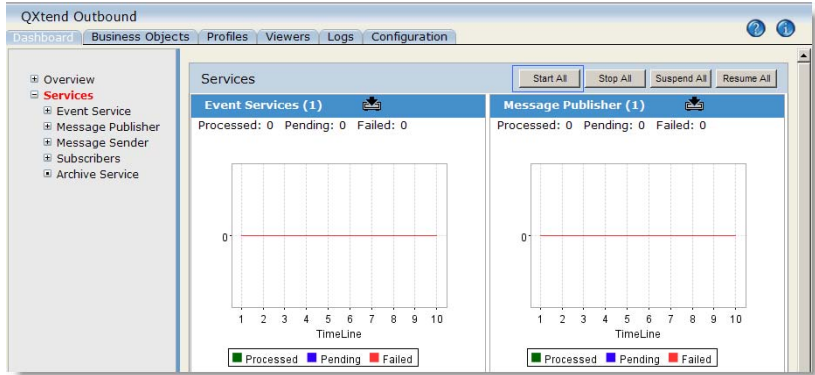 QXtend Outbound
Dashboard Business Objects Profiles Viewers Logs Configuration
Overview
Services
Event Service
Message Publisher
Message Sender
Subscribers
Archive Service
Services Start All Stop All Suspend All Resume All
Event Services (1)
Processed: 0 Pending: 0 Failed: 0
0
1 2 3 4 5 6 7 8 9 10
TimeLine
Processed Pending Failed
Message Publisher (1)
Processed: 0 Pending: 0 Failed: 0
0
1 2 3 4 5 6 7 8 9 10
TimeLine
Processed Pending Failed